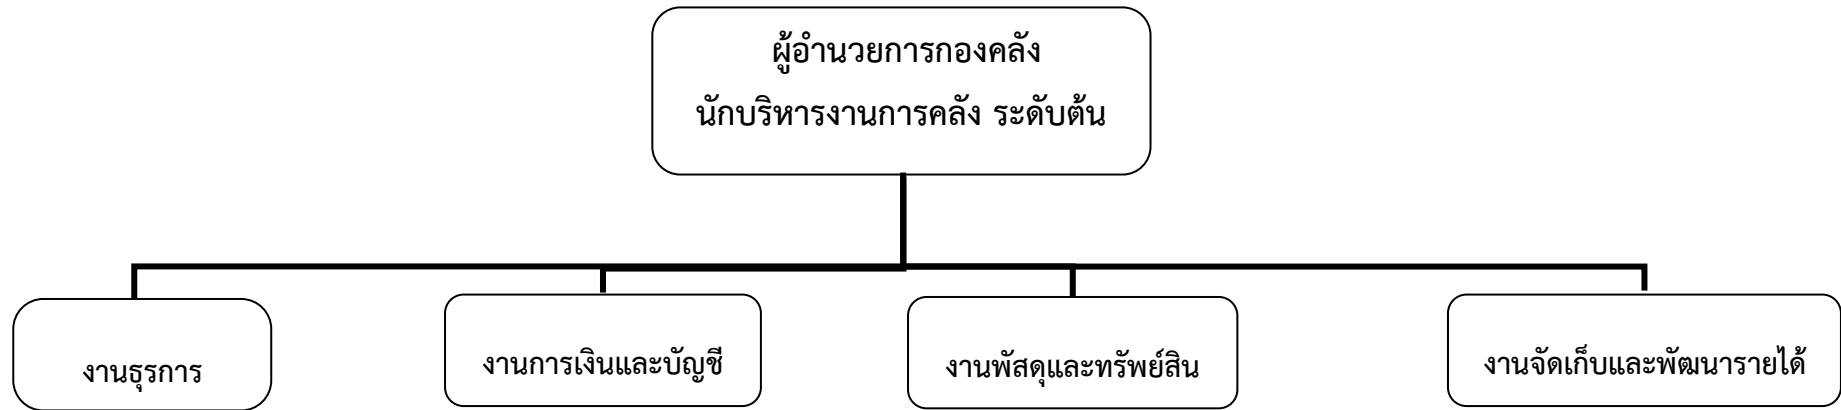 ผู้อำนวยการกองคลัง
นักบริหารงานการคลัง ระดับต้น
งานธุรการ
งานการเงินและบัญชี
งานพัสดุและทรัพย์สิน
งานจัดเก็บและพัฒนารายได้